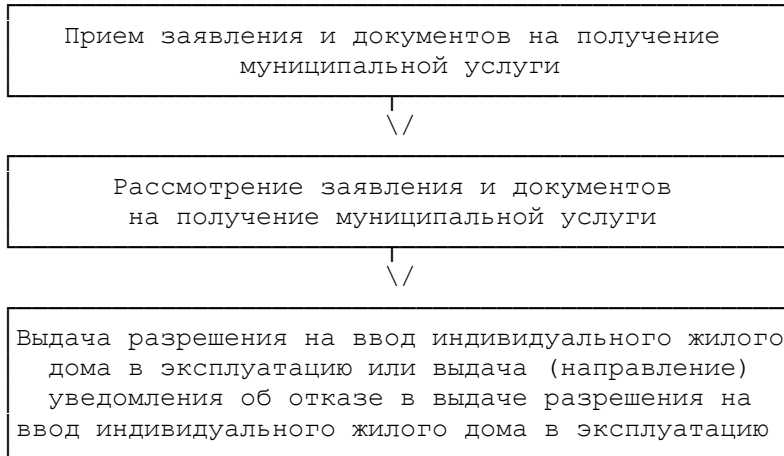 Прием заявления и документов на получение
муниципальной услуги
\/
Рассмотрение заявления и документов
на получение муниципальной услуги
\/
Выдача разрешения на ввод индивидуального жилого
дома в эксплуатацию или выдача (направление)
уведомления об отказе в выдаче разрешения на
ввод индивидуального жилого дома в эксплуатацию